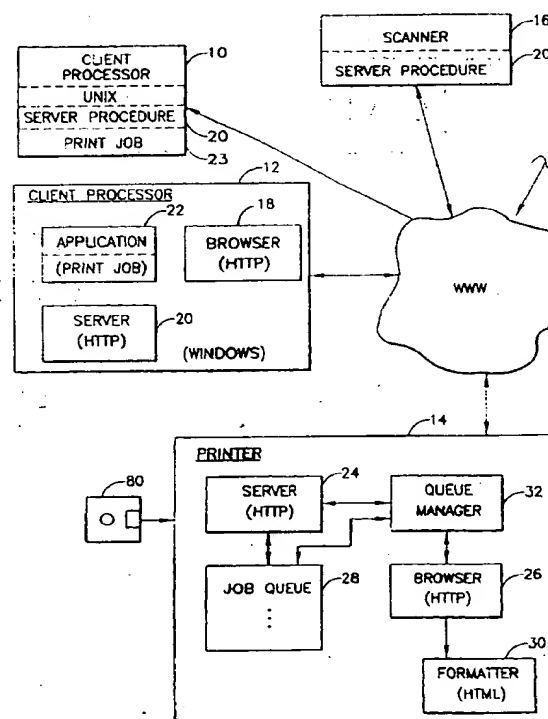 10
CLIENT
PROCESSOR
UNIX
SERVER PROCEDURE
20
PRINT JOB
23
16
SCANNER
20
SERVER PROCEDURE
12
CLIENT PROCESSOR
22
APPLICATION
(PRINT JOB)
18
BROWSER
(HTTP)
20
SERVER
(HTTP)
(WINDOWS)
WWW
14
PRINTER
80
24
SERVER
(HTTP)
32
QUEUE
MANAGER
28
JOB QUEUE
26
BROWSER
(HTTP)
30
FORMATTER
(HTML)